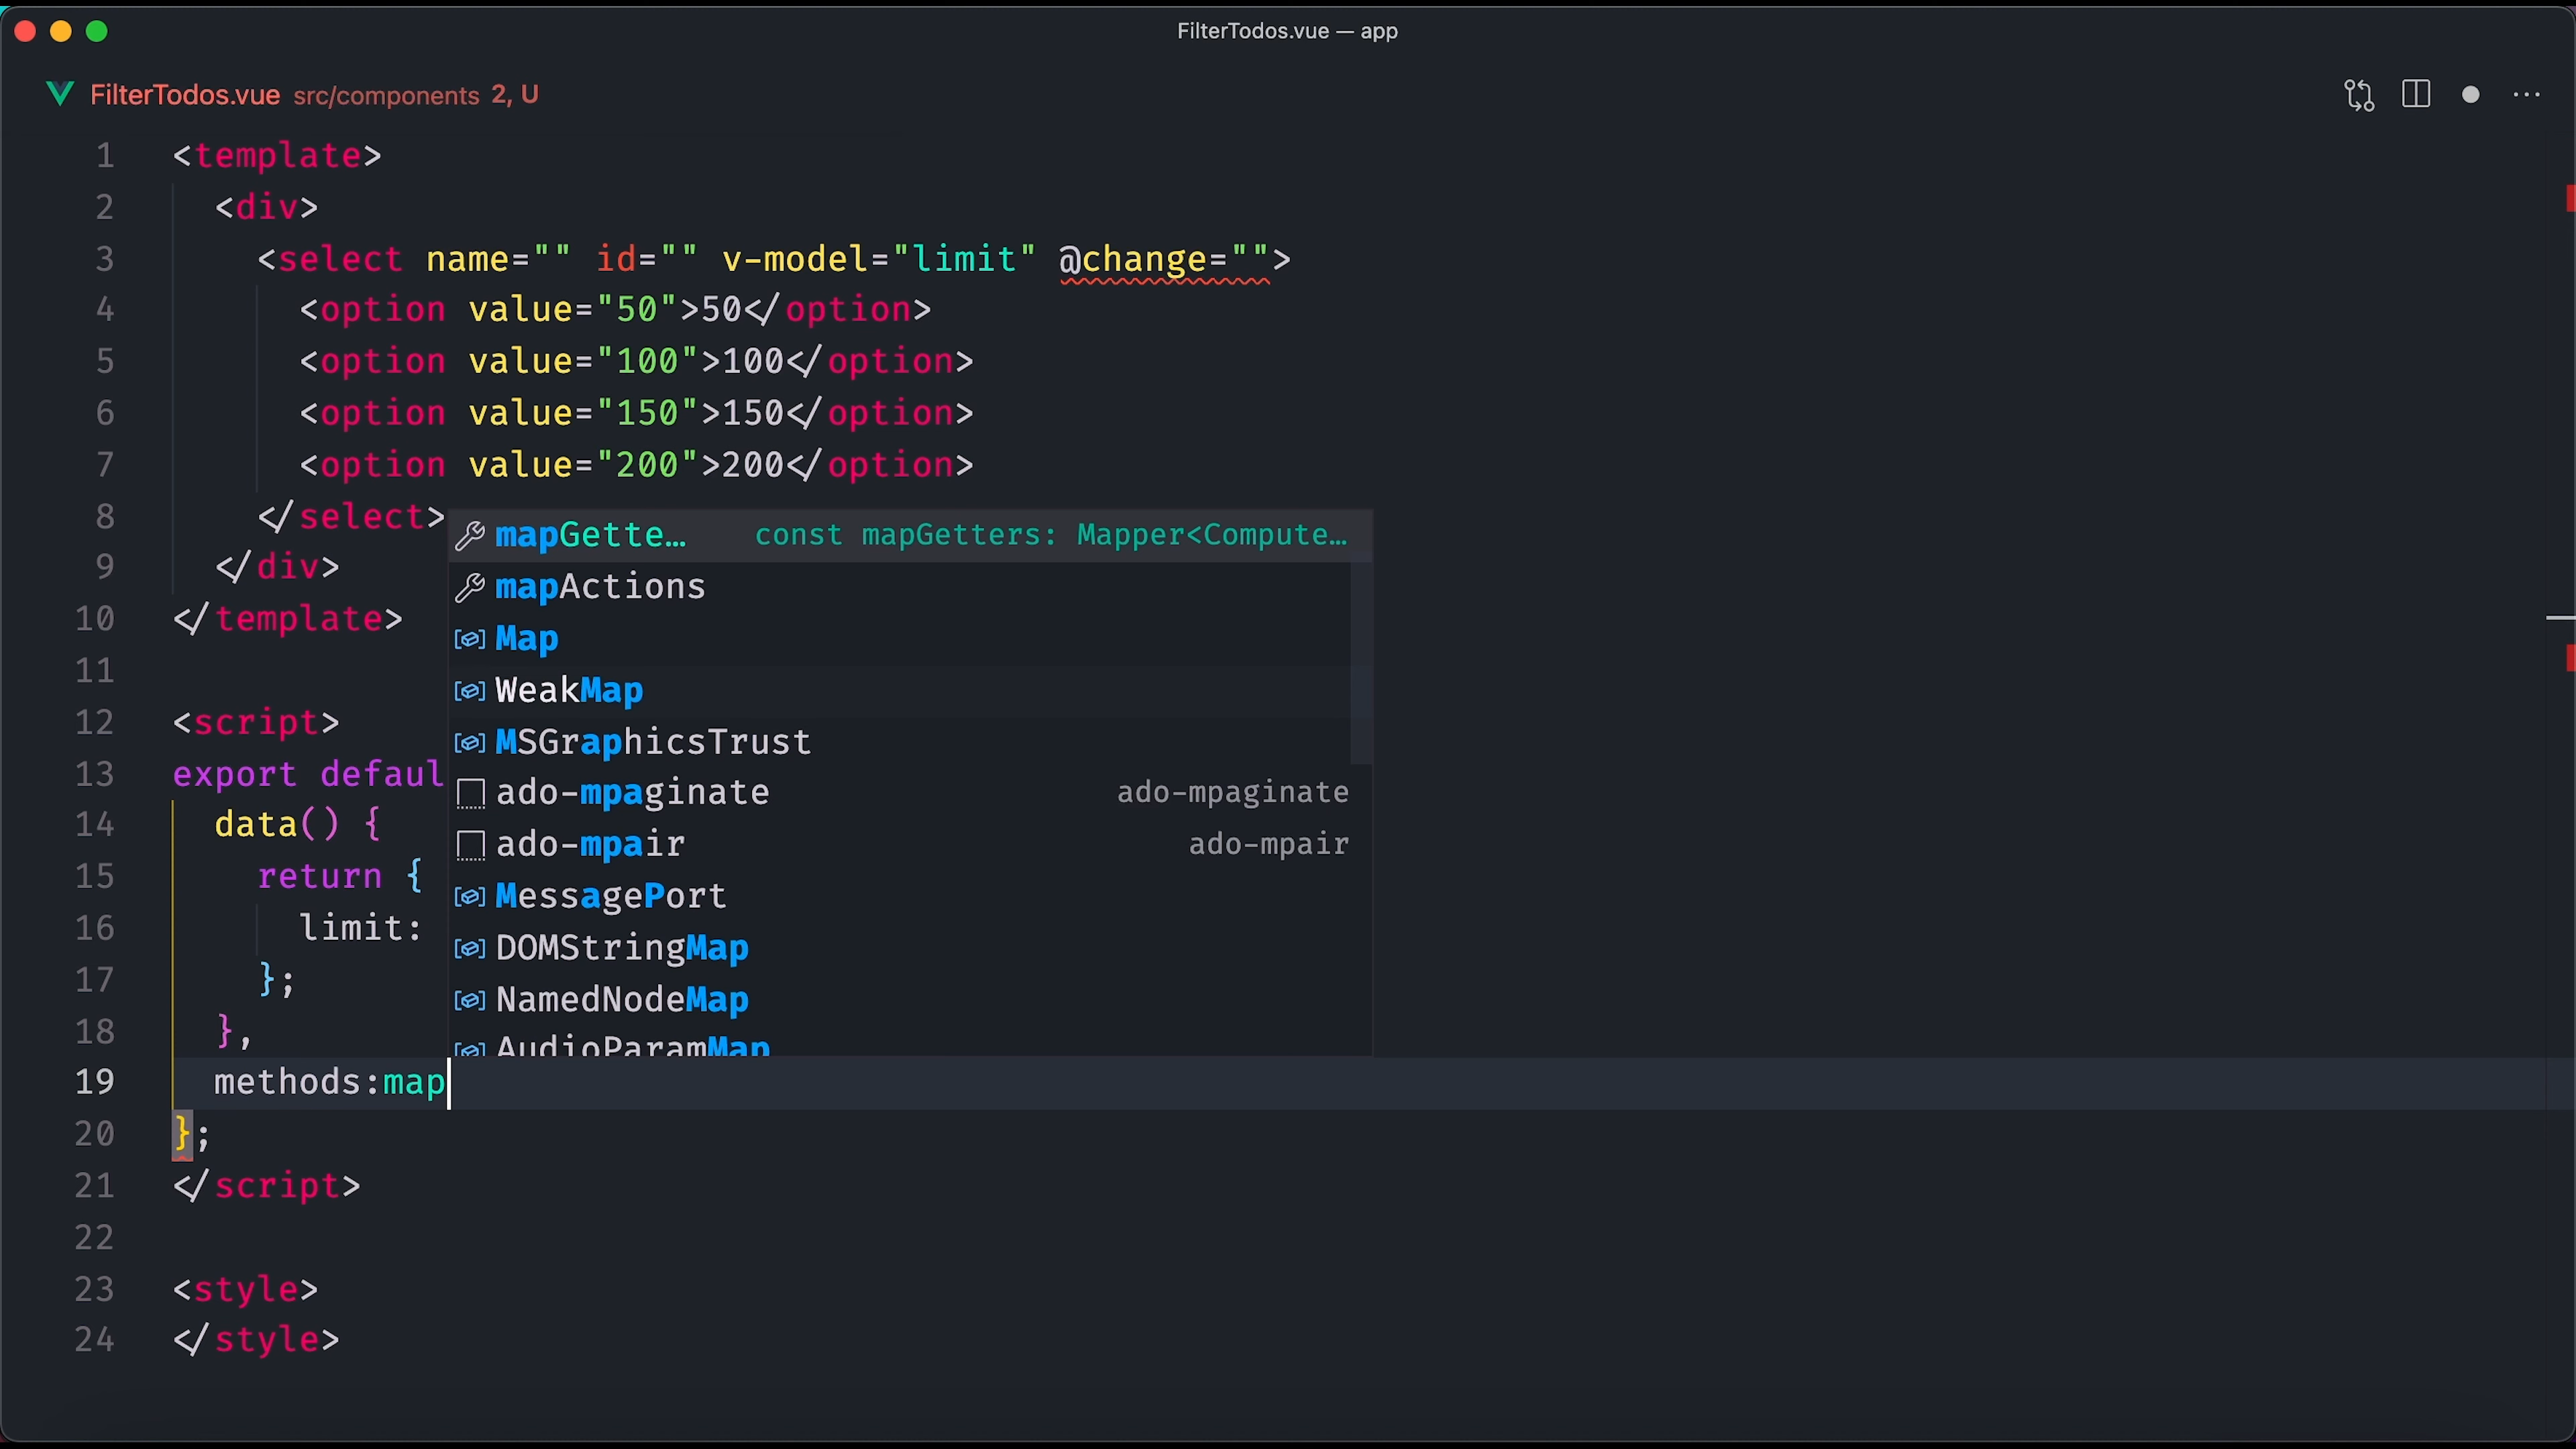 FilterTodos.vue — app
FilterTodos.vue src/components 2, U
1 <template>
2 <div>
3 <select name="" id="" v-model="limit" @change="">
4 <option value="50">50</option>
5 <option value="100">100</option>
6 <option value="150">150</option>
7 <option value="200">200</option>
8 </select>
mapGette… const mapGetters: Mapper<Compute…
9 </div>
mapActions
10 </template>
Map
11
WeakMap
12 <script>
MSGraphicsTrust
13 export defaul
ado-mpaginate ado-mpaginate
14 data() {
ado-mpair ado-mpair
15 return {
MessagePort
16 limit:
DOMStringMap
17 };
NamedNodeMap
18 },
AudioParamMap
19 methods:map
20 };
21 </script>
22
23 <style>
24 </style>